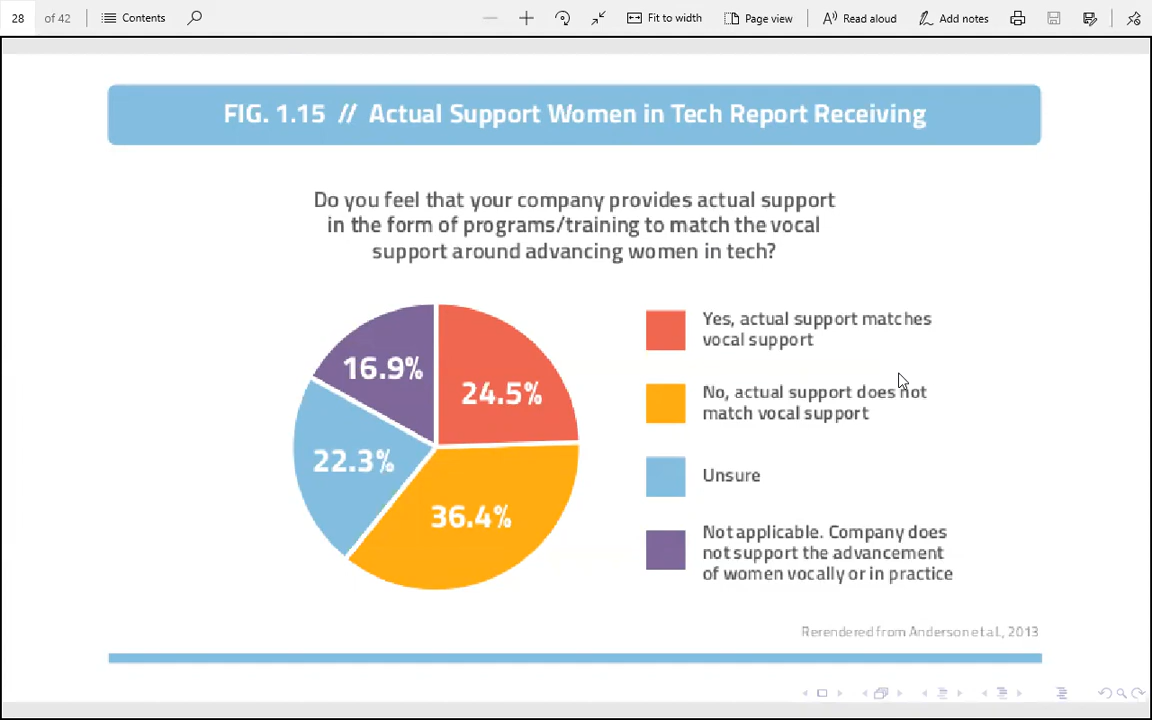 28 of 42 Contents Fit to width Page view Read aloud Add notes
FIG. 1.15 // Actual Support Women in Tech Report Receiving
Do you feel that your company provides actual support
in the form of programs/training to match the vocal
support around advancing women in tech?
16.9%
24.5%
22.3%
36.4%
Yes, actual support matches
vocal support
No, actual support does not
match vocal support
Unsure
Not applicable. Company does
not support the advancement
of women vocally or in practice
Rerendered from Anderson et al., 2013